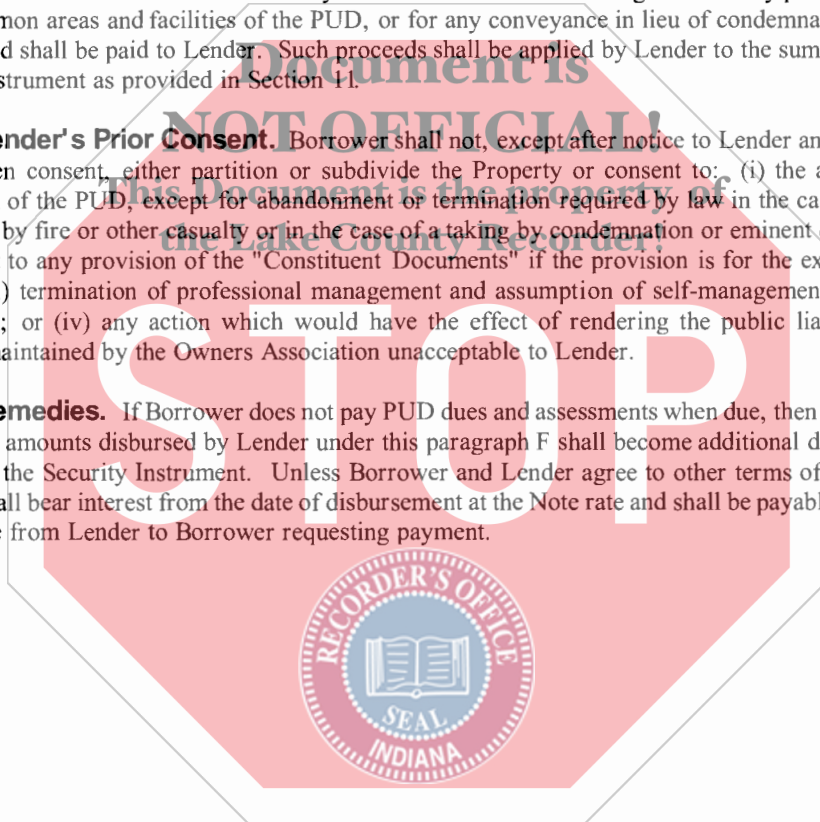 mon areas and facilities of the PUD, or for any conveyance in lieu of condemna
d shall be paid to Lender. Such proceeds shall be applied by Lender to the sum
strument as provided in Section 11.
Document is
NOT OFFICIAL!
This Document is the property of
the Lake County Recorder!
ender's Prior Consent. Borrower shall not, except after notice to Lender an
en consent, either partition or subdivide the Property or consent to: (i) the a
of the PUD, except for abandonment or termination required by law in the ca
by fire or other casualty or in the case of a taking by condemnation or eminent
to any provision of the "Constituent Documents" if the provision is for the ex
) termination of professional management and assumption of self-managemen
; or (iv) any action which would have the effect of rendering the public lia
aintained by the Owners Association unacceptable to Lender.
STOP
emedies. If Borrower does not pay PUD dues and assessments when due, then
amounts disbursed by Lender under this paragraph F shall become additional d
the Security Instrument. Unless Borrower and Lender agree to other terms of
all bear interest from the date of disbursement at the Note rate and shall be payabl
e from Lender to Borrower requesting payment.
RECORDER'S OFFICE
SEAL
INDIANA